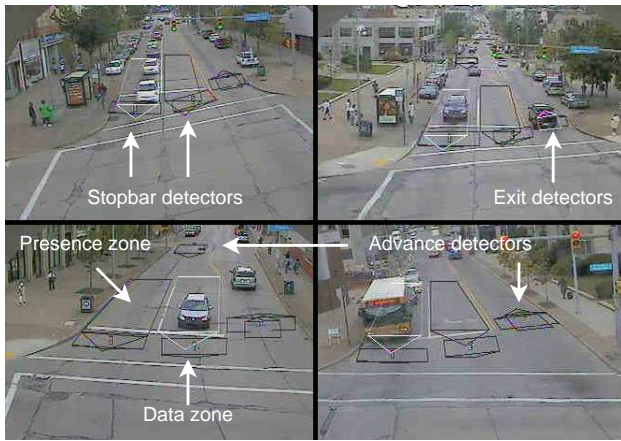 Stopbar detectors
Exit detectors
Presence zone
Advance detectors
Data zone